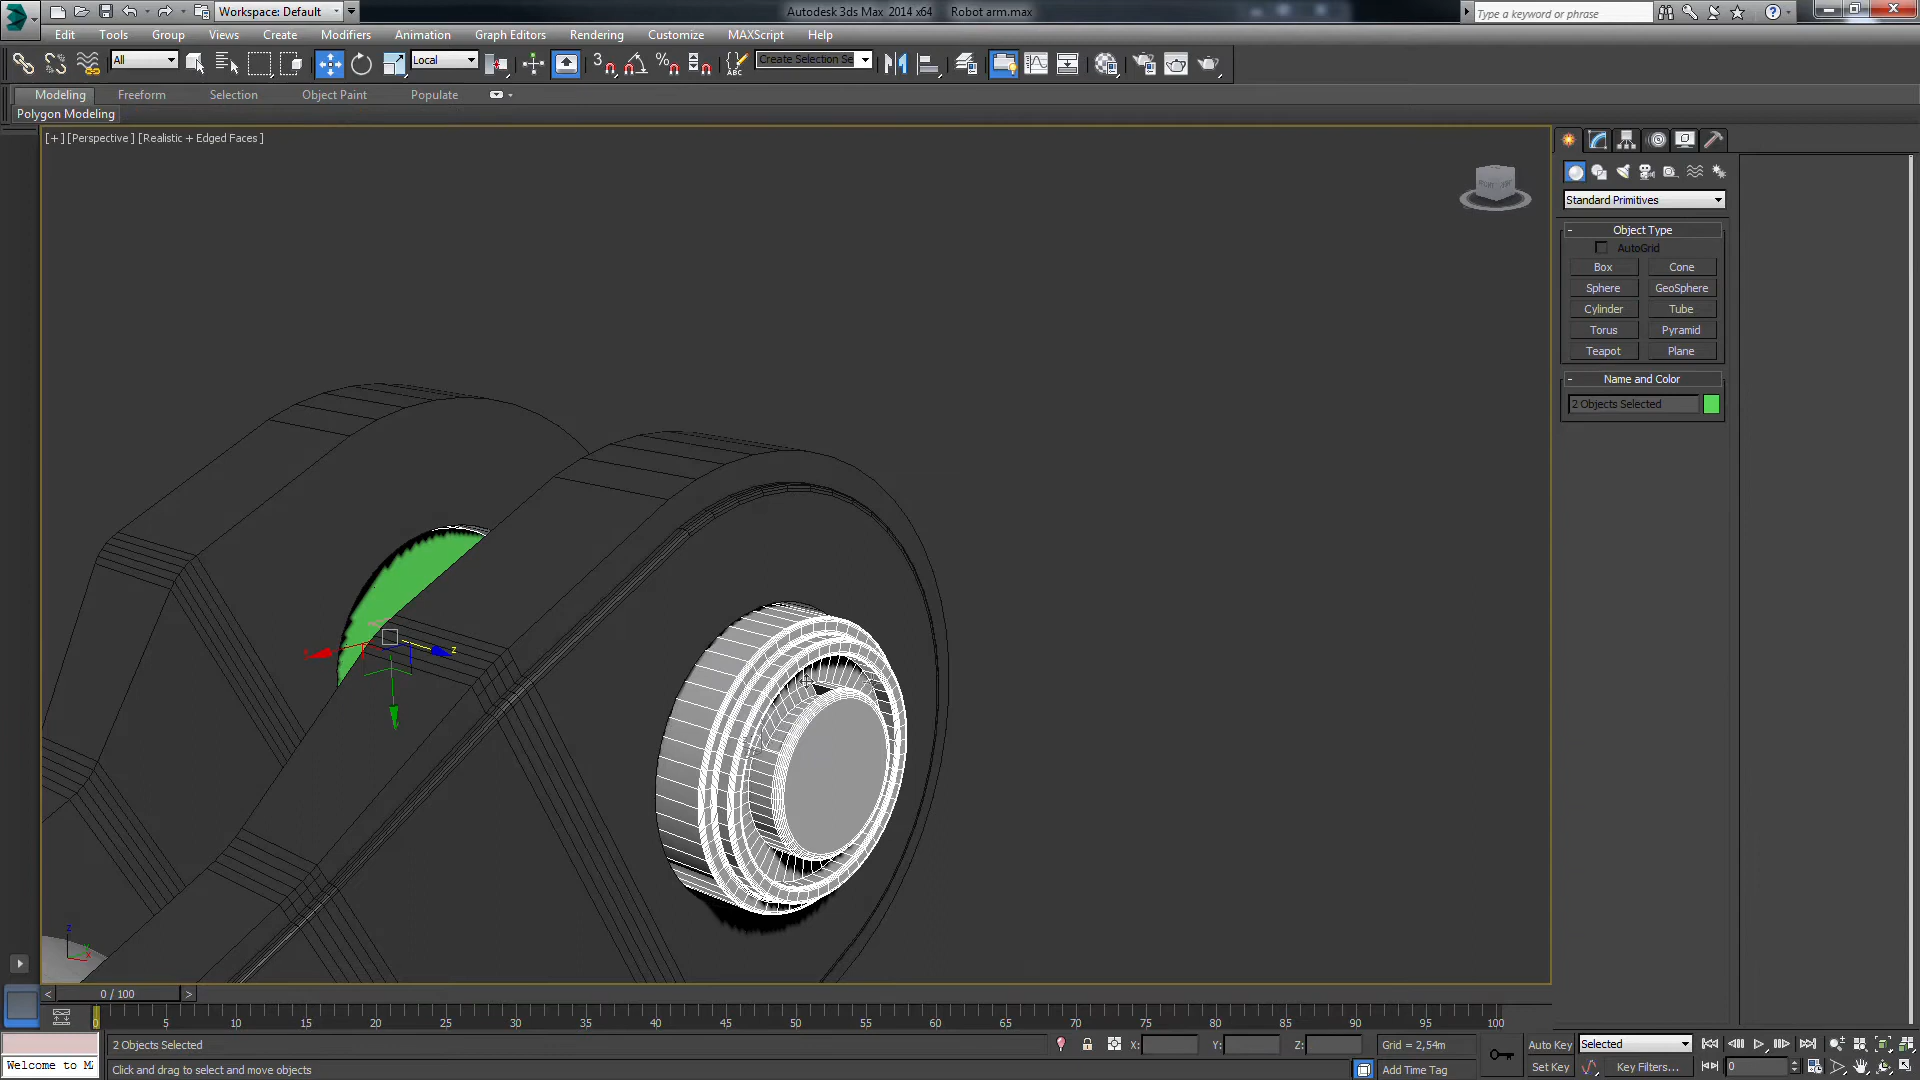 Workspace: Default
Autodesk 3ds Max 2014 x64 Robot arm.max
Type a keyword or phrase
Edit Tools Group Views Create Modifiers Animation Graph Editors Rendering Customize MAXScript Help
All
Local
3
Create Selection Se
Modeling Freeform Selection Object Paint Populate
Polygon Modeling
[+] [Perspective ] [Realistic + Edged Faces ]
Standard Primitives
- Object Type
AutoGrid
Box Cone
Sphere GeoSphere
Cylinder Tube
Torus Pyramid
Teapot Plane
- Name and Color
2 Objects Selected
z
z
< 0 / 100 >
0 5 10 15 20 25 30 35 40 45 50 55 60 65 70 75 80 85 90 95 100
2 Objects Selected
X: Y: Z: Grid = 2,54m
Auto Key Selected
Welcome to M
Click and drag to select and move objects
Add Time Tag
Set Key Key Filters... 0